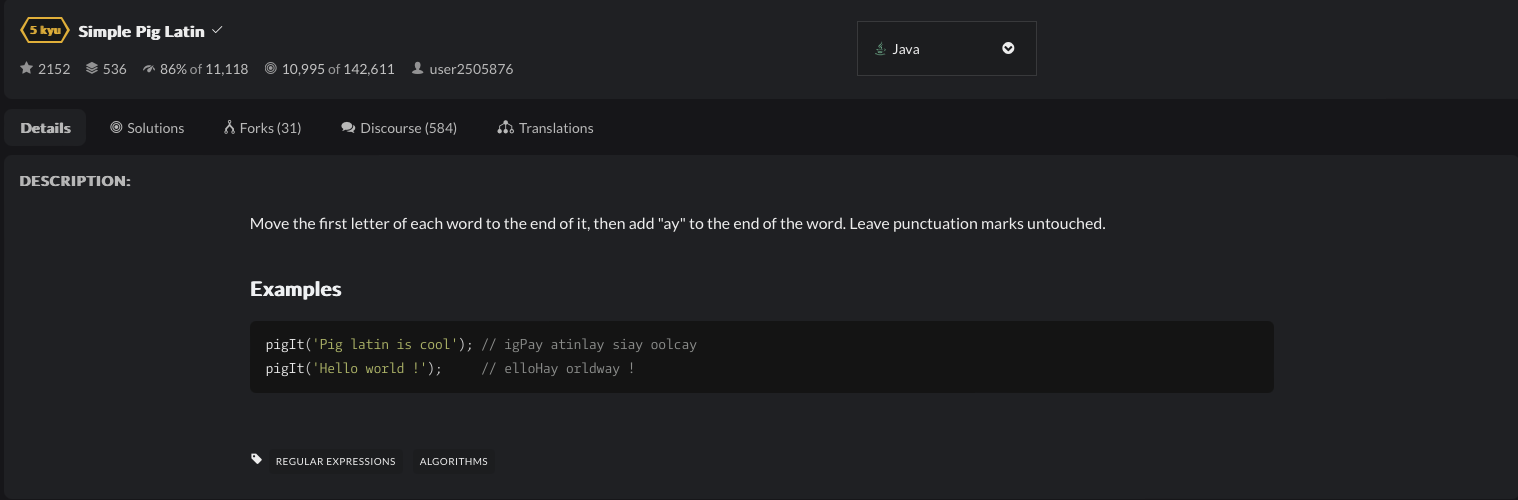 5 kyu Simple Pig Latin
2152 536 86% of 11,118 10,995 of 142,611 user2505876
Java
Details Solutions Forks (31) Discourse (584) Translations
DESCRIPTION:
Move the first letter of each word to the end of it, then add "ay" to the end of the word. Leave punctuation marks untouched.
Examples
pigIt('Pig latin is cool'); // igPay atinlay siay oolcay
pigIt('Hello world !');     // elloHay orldway !
REGULAR EXPRESSIONS ALGORITHMS